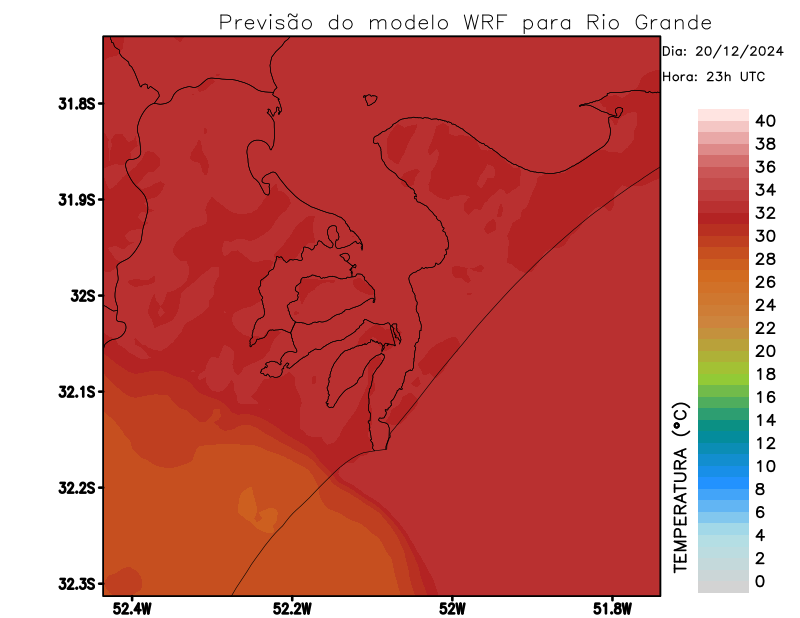 Previsão do modelo WRF para Rio Grande
Dia: 20/12/2024
Hora: 23h UTC
31.8S
31.9S
32S
32.1S
32.2S
32.3S
52.4W
52.2W
52W
51.8W
TEMPERATURA (°C)
40
38
36
34
32
30
28
26
24
22
20
18
16
14
12
10
8
6
4
2
0